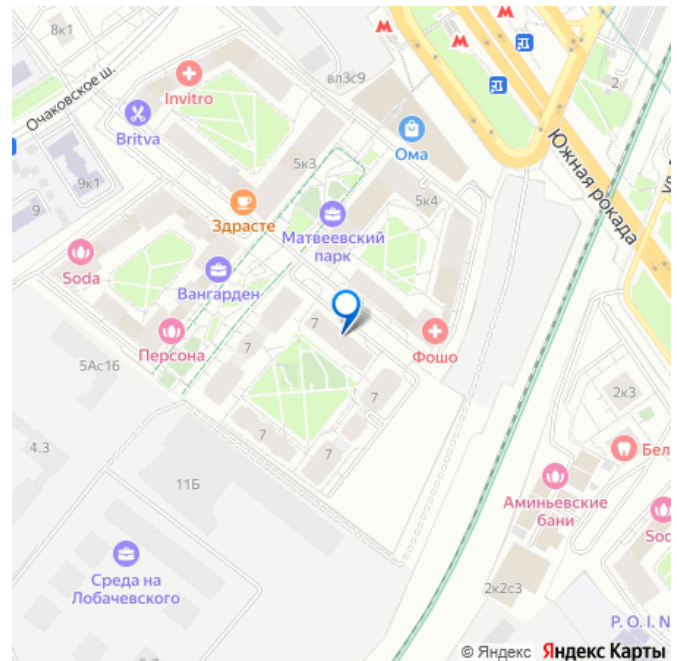 8к1
Invitro
вл3с9
2
Очаковское ш.
Britva
Ома
Южная рокада
5к3
9к1
5к4
9
Здрасте
Матвеевский
парк
Soda
Вангарден
7
Персона
7
Фошо
5Ас16
7
2к3
7
7
4.3
Бел
11Б
Аминьевские
бани
Soc
Среда на
Лобачевского
2к2с3
P. O. I. N
© Яндекс Яндекс Карты